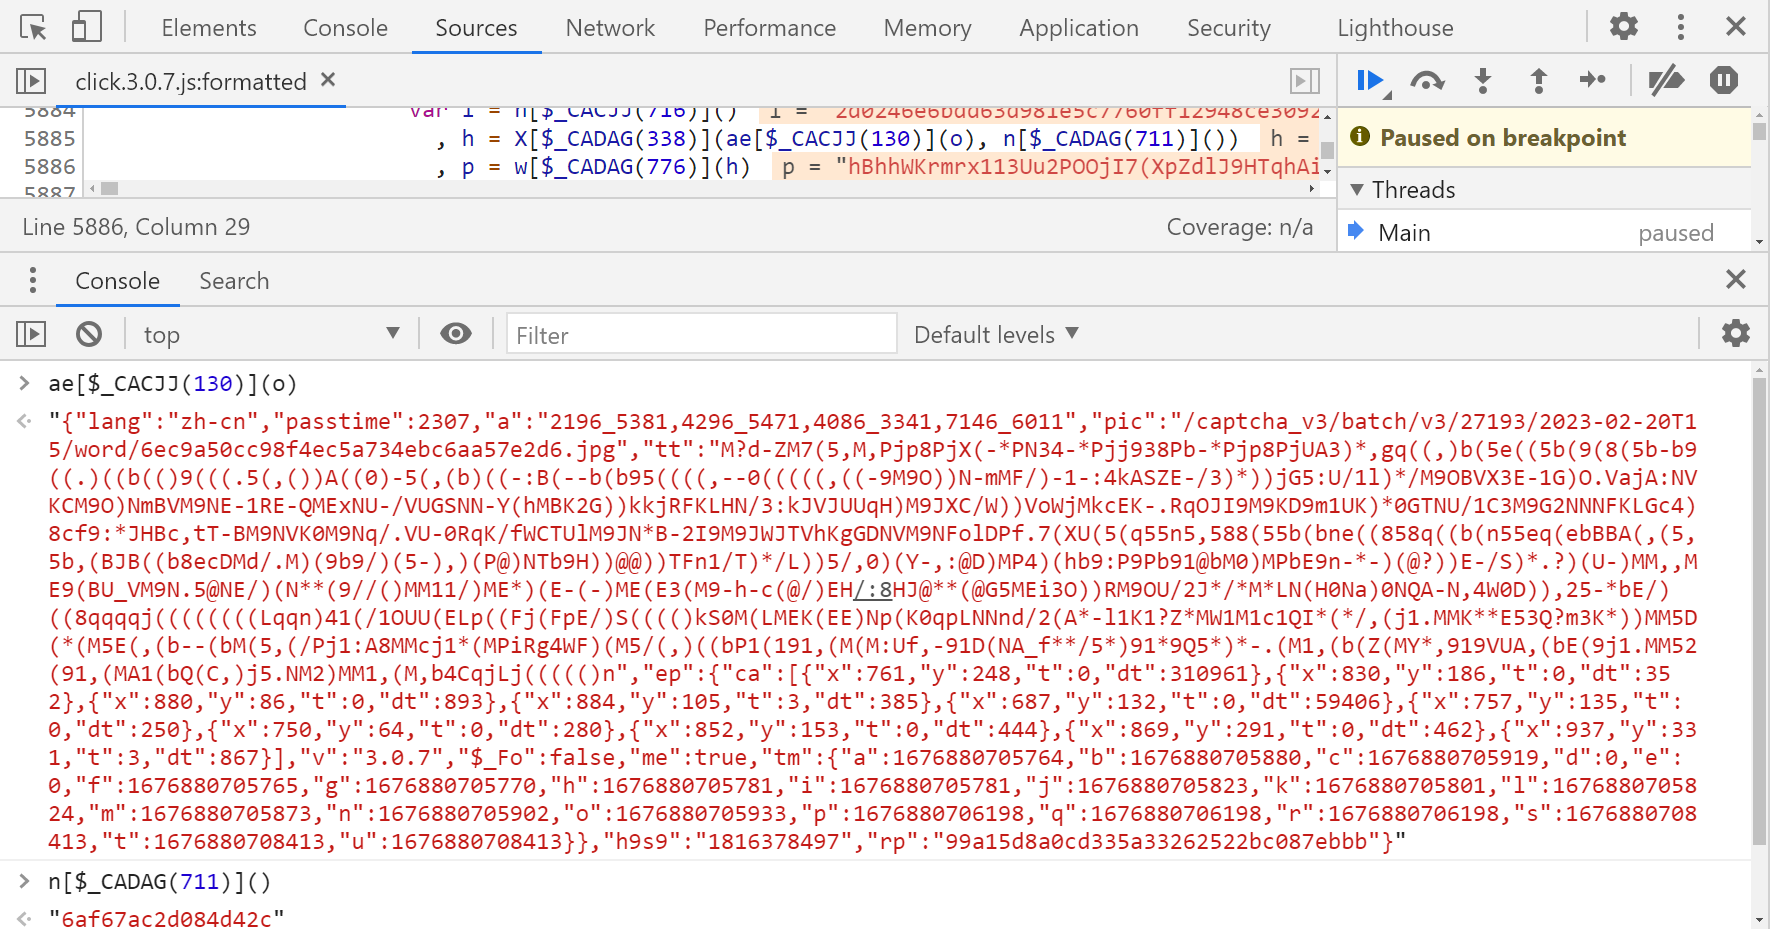 Elements Console Sources Network Performance Memory Application Security Lighthouse
click.3.0.7.js:formatted
5884 var i = n[$_CACJJ(716)]() i = "2d0246e6bdd63d981e5c7760ff12948ce3092
5885 , h = X[$_CADAG(338)](ae[$_CACJJ(130)](o), n[$_CADAG(711)]()) h =
5886 , p = w[$_CADAG(776)](h) p = "hBhhWKrmrx113Uu2POOjI7(XpZdlJ9HTqhAi
5887
Line 5886, Column 29 Coverage: n/a
Paused on breakpoint
Threads
Main paused
Console Search
top Filter Default levels
> ae[$_CACJJ(130)](o)
"{"lang":"zh-cn","passtime":2307,"a":"2196_5381,4296_5471,4086_3341,7146_6011","pic":"/captcha_v3/batch/v3/27193/2023-02-20T1
5/word/6ec9a50cc98f4ec5a734ebc6aa57e2d6.jpg","tt":"M?d-ZM7(5,M,Pjp8PjX(-*PN34-*Pjj938Pb-*Pjp8PjUA3)*,gq((,)b(5e((5b(9(8(5b-b9
((.)((b(()9(((.5(,())A((0)-5(,(b)((-:B(--b(b95((((,--0(((((,((-9M9O))N-mMF/)-1-:4kASZE-/3)*))jG5:U/1l)*/M9OBVX3E-1G)O.VajA:NV
KCM9O)NmBVM9NE-1RE-QMExNU-/VUGSNN-Y(hMBK2G))kkjRFKLHN/3:kJVJUUqH)M9JXC/W))VoWjMkcEK-.RqOJI9M9KD9m1UK)*0GTNU/1C3M9G2NNNFKLGc4)
8cf9:*JHBc,tT-BM9NVK0M9Nq/.VU-0RqK/fWCTUlM9JN*B-2I9M9JWJTVhKgGDNVM9NFolDPf.7(XU(5(q55n5,588(55b(bne((858q((b(n55eq(ebBBA(,(5,
5b,(BJB((b8ecDMd/.M)(9b9/)(5-),)(P@)NTb9H))@@))TFn1/T)*/L))5/,0)(Y-,:@D)MP4)(hb9:P9Pb91@bM0)MPbE9n-*-)(@?))E-/S)*.?)(U-)MM,,M
E9(BU_VM9N.5@NE/)(N**(9//()MM11/)ME*)(E-(-)ME(E3(M9-h-c(@/)EH/:8HJ@**(@G5MEi3O))RM9OU/2J*/*M*LN(H0Na)0NQA-N,4W0D)),25-*bE/)
((8qqqqj((((((((Lqqn)41(/1OUU(ELp((Fj(FpE/)S((((()kS0M(LMEK(EE)Np(K0qpLNNnd/2(A*-l1K1?Z*MW1M1c1QI*(*/,(j1.MMK**E53Q?m3K*))MM5D
(*(M5E(,(b--(bM(5,(/Pj1:A8MMcj1*(MPiRg4WF)(M5/(,)((bP1(191,(M(M:Uf,-91D(NA_f**/5*)91*9Q5*)*-.(M1,(b(Z(MY*,919VUA,(bE(9j1.MM52
(91,(MA1(bQ(C,)j5.NM2)MM1,(M,b4CqjLj(((((()n","ep":{"ca":[{"x":761,"y":248,"t":0,"dt":310961},{"x":830,"y":186,"t":0,"dt":35
2},{"x":880,"y":86,"t":0,"dt":893},{"x":884,"y":105,"t":3,"dt":385},{"x":687,"y":132,"t":0,"dt":59406},{"x":757,"y":135,"t":
0,"dt":250},{"x":750,"y":64,"t":0,"dt":280},{"x":852,"y":153,"t":0,"dt":444},{"x":869,"y":291,"t":0,"dt":462},{"x":937,"y":33
1,"t":3,"dt":867}],"v":"3.0.7","$_Fo":false,"me":true,"tm":{"a":1676880705764,"b":1676880705880,"c":1676880705919,"d":0,"e":
0,"f":1676880705765,"g":1676880705770,"h":1676880705781,"i":1676880705781,"j":1676880705823,"k":1676880705801,"l":16768807058
24,"m":1676880705873,"n":1676880705902,"o":1676880705933,"p":1676880706198,"q":1676880706198,"r":1676880706198,"s":1676880708
413,"t":1676880708413,"u":1676880708413}},"h9s9":"1816378497","rp":"99a15d8a0cd335a33262522bc087ebbb"}"
> n[$_CADAG(711)]()
"6af67ac2d084d42c"